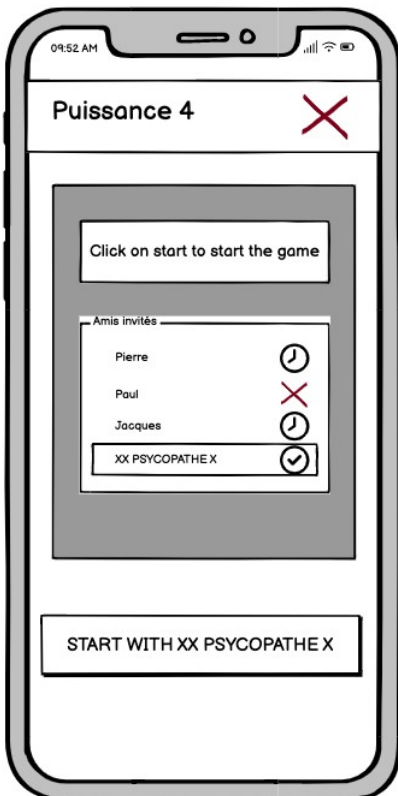 09:52 AM
Puissance 4
Click on start to start the game
Amis invités
Pierre
Paul
Jacques
XX PSYCOPATHE X
START WITH XX PSYCOPATHE X